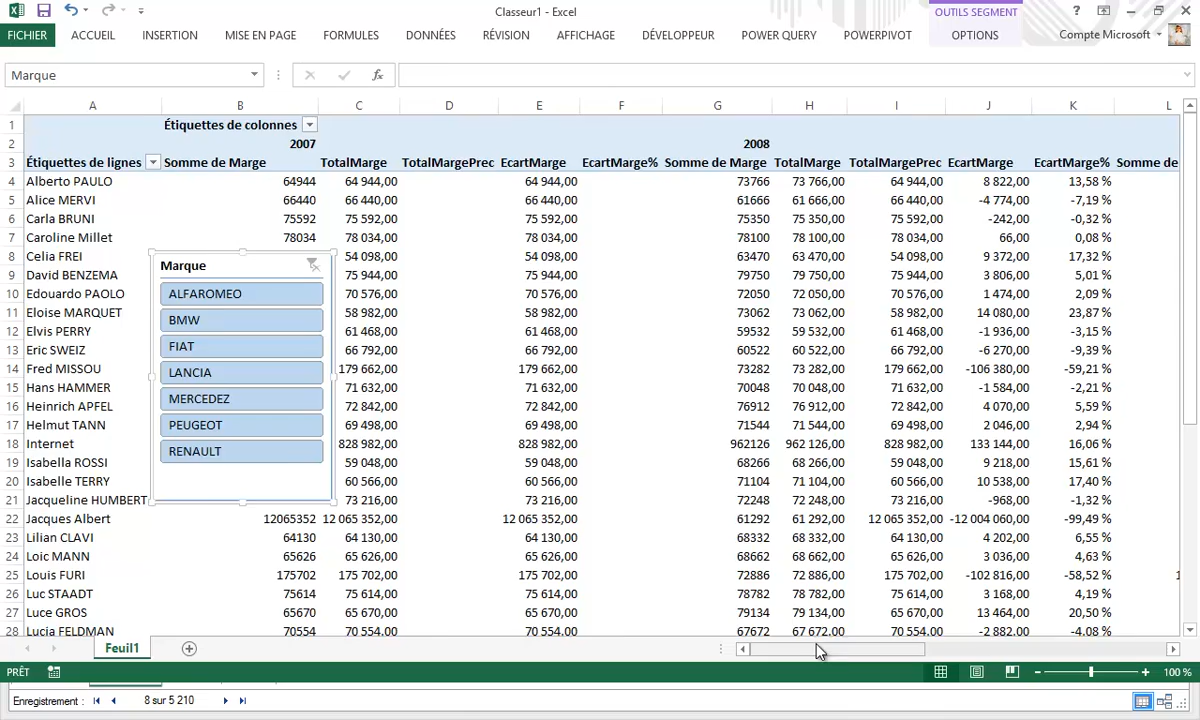 Classeur1 - Excel
OUTILS SEGMENT
?
FICHIER ACCUEIL INSERTION MISE EN PAGE FORMULES DONNÉES RÉVISION AFFICHAGE DÉVELOPPEUR POWER QUERY POWERPIVOT OPTIONS Compte Microsoft
Marque fx
A B C D E F G H I J K L
1 Étiquettes de colonnes
2 2007 2008
3 Étiquettes de lignes Somme de Marge TotalMarge TotalMargePrec EcartMarge EcartMarge% Somme de Marge TotalMarge TotalMargePrec EcartMarge EcartMarge% Somme de
4 Alberto PAULO 64944 64 944,00 64 944,00 73766 73 766,00 64 944,00 8 822,00 13,58 %
5 Alice MERVI 66440 66 440,00 66 440,00 61666 61 666,00 66 440,00 -4 774,00 -7,19 %
6 Carla BRUNI 75592 75 592,00 75 592,00 75350 75 350,00 75 592,00 -242,00 -0,32 %
7 Caroline Millet 78034 78 034,00 78 034,00 78100 78 100,00 78 034,00 66,00 0,08 %
8 Celia FREI 54 098,00 54 098,00 63470 63 470,00 54 098,00 9 372,00 17,32 %
9 David BENZEMA 75 944,00 75 944,00 79750 79 750,00 75 944,00 3 806,00 5,01 %
10 Edouardo PAOLO 70 576,00 70 576,00 72050 72 050,00 70 576,00 1 474,00 2,09 %
11 Eloise MARQUET 58 982,00 58 982,00 73062 73 062,00 58 982,00 14 080,00 23,87 %
12 Elvis PERRY 61 468,00 61 468,00 59532 59 532,00 61 468,00 -1 936,00 -3,15 %
13 Eric SWEIZ 66 792,00 66 792,00 60522 60 522,00 66 792,00 -6 270,00 -9,39 %
14 Fred MISSOU 179 662,00 179 662,00 73282 73 282,00 179 662,00 -106 380,00 -59,21 %
15 Hans HAMMER 71 632,00 71 632,00 70048 70 048,00 71 632,00 -1 584,00 -2,21 %
16 Heinrich APFEL 72 842,00 72 842,00 76912 76 912,00 72 842,00 4 070,00 5,59 %
17 Helmut TANN 69 498,00 69 498,00 71544 71 544,00 69 498,00 2 046,00 2,94 %
18 Internet 828 982,00 828 982,00 962126 962 126,00 828 982,00 133 144,00 16,06 %
19 Isabella ROSSI 59 048,00 59 048,00 68266 68 266,00 59 048,00 9 218,00 15,61 %
20 Isabelle TERRY 60 566,00 60 566,00 71104 71 104,00 60 566,00 10 538,00 17,40 %
21 Jacqueline HUMBERT 73 216,00 73 216,00 72248 72 248,00 73 216,00 -968,00 -1,32 %
22 Jacques Albert 12065352 12 065 352,00 12 065 352,00 61292 61 292,00 12 065 352,00 -12 004 060,00 -99,49 %
23 Lilian CLAVI 64130 64 130,00 64 130,00 68332 68 332,00 64 130,00 4 202,00 6,55 %
24 Loic MANN 65626 65 626,00 65 626,00 68662 68 662,00 65 626,00 3 036,00 4,63 %
25 Louis FURI 175702 175 702,00 175 702,00 72886 72 886,00 175 702,00 -102 816,00 -58,52 % 1
26 Luc STAADT 75614 75 614,00 75 614,00 78782 78 782,00 75 614,00 3 168,00 4,19 %
27 Luce GROS 65670 65 670,00 65 670,00 79134 79 134,00 65 670,00 13 464,00 20,50 %
28 Lucia FELDMAN 70554 70 554,00 70 554,00 67672 67 672,00 70 554,00 -2 882,00 -4,08 %
Marque
ALFAROMEO
BMW
FIAT
LANCIA
MERCEDEZ
PEUGEOT
RENAULT
Feuil1
PRÊT 100 %
Enregistrement : 8 sur 5 210